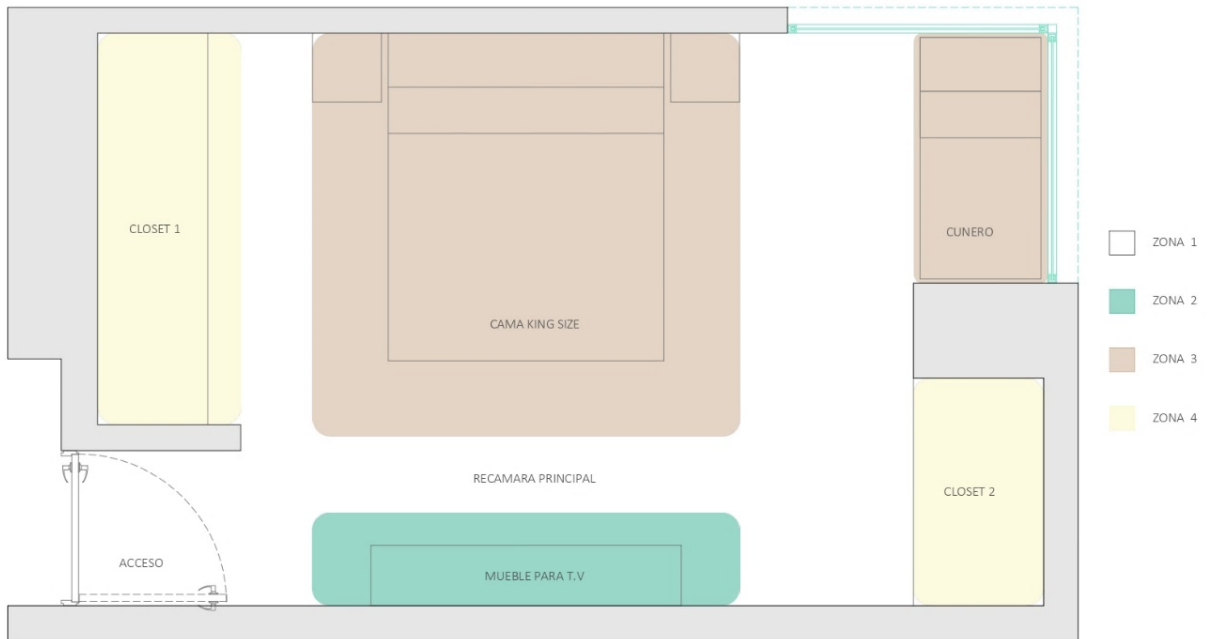 CLOSET 1
CUNERO
ZONA 1
ZONA 2
CAMA KING SIZE
ZONA 3
ZONA 4
RECAMARA PRINCIPAL
CLOSET 2
ACCESO
MUEBLE PARA T.V